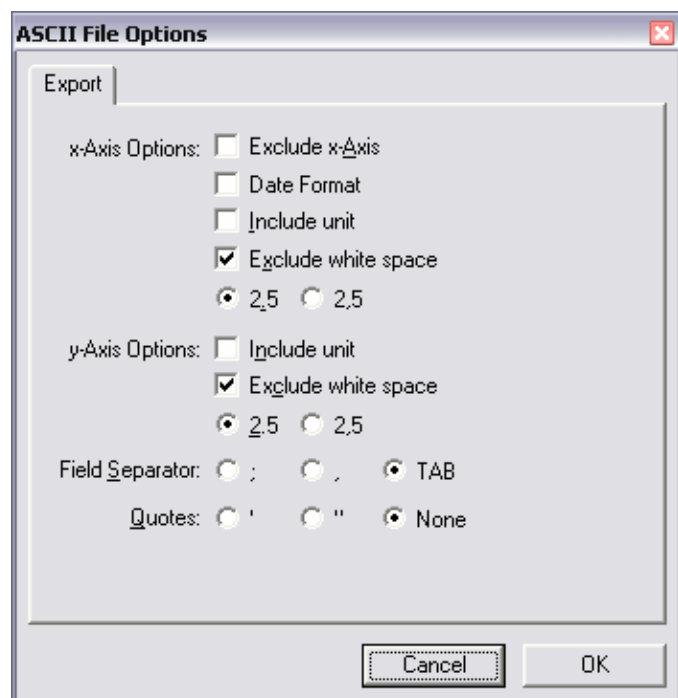 ASCII File Options
Export
x-Axis Options: Exclude x-Axis
Date Format
Include unit
Exclude white space
2.5 2,5
y-Axis Options: Include unit
Exclude white space
2.5 2,5
Field Separator: ; , TAB
Quotes: ' " None
Cancel OK